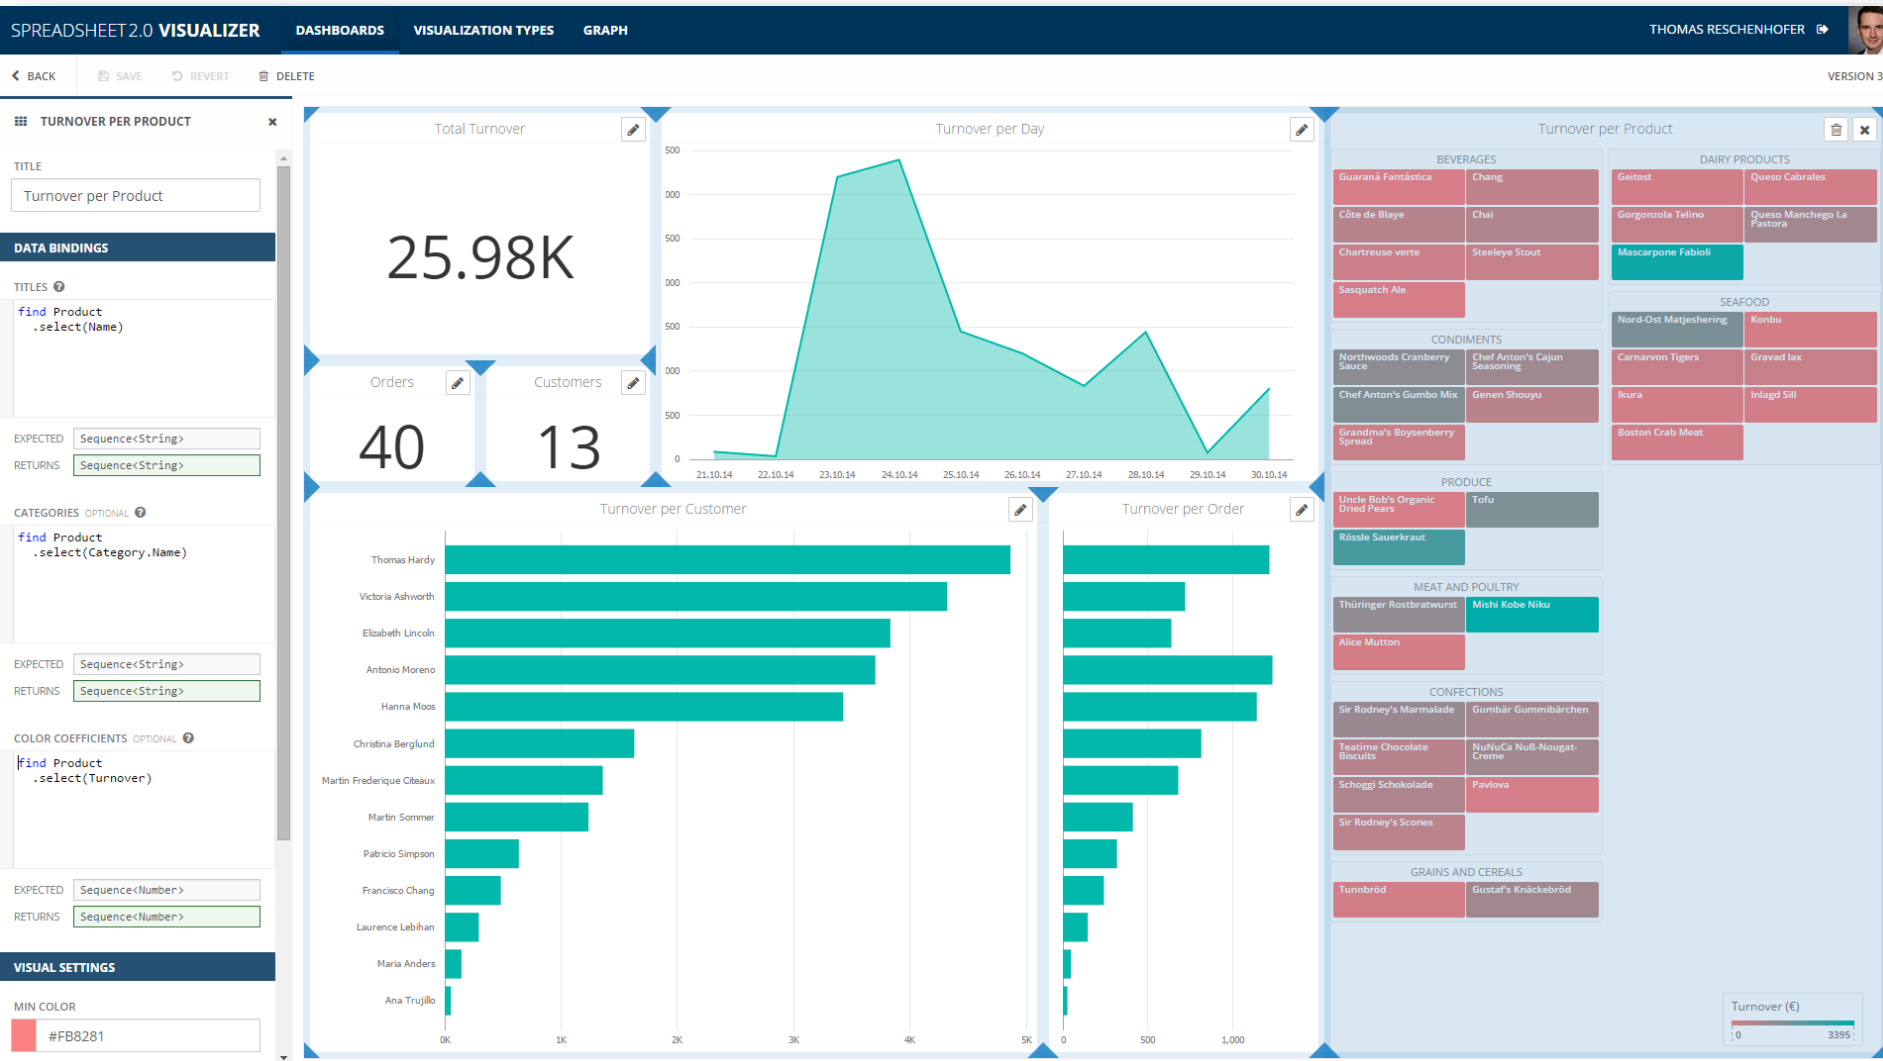 SPREADSHEET 2.0 VISUALIZER
DASHBOARDS
VISUALIZATION TYPES
GRAPH
THOMAS RESCHENHOFER
BACK
SAVE
REVERT
DELETE
VERSION 3
TURNOVER PER PRODUCT
TITLE
Turnover per Product
DATA BINDINGS
TITLES
find Product
.select(Name)
EXPECTED Sequence<String>
RETURNS Sequence<String>
CATEGORIES OPTIONAL
find Product
.select(Category.Name)
EXPECTED Sequence<String>
RETURNS Sequence<String>
COLOR COEFFICIENTS OPTIONAL
find Product
.select(Turnover)
EXPECTED Sequence<Number>
RETURNS Sequence<Number>
VISUAL SETTINGS
MIN COLOR
#FB8281
Total Turnover
25.98K
Orders
40
Customers
13
Turnover per Day
500
000
500
000
500
000
500
0
21.10.14 22.10.14 23.10.14 24.10.14 25.10.14 26.10.14 27.10.14 28.10.14 29.10.14 30.10.14
Turnover per Customer
Thomas Hardy
Victoria Ashworth
Elizabeth Lincoln
Antonio Moreno
Hanna Moos
Christina Berglund
Martin Frederique Citeaux
Martin Sommer
Patricio Simpson
Francisco Chang
Laurence Lebihan
Maria Anders
Ana Trujillo
0K 1K 2K 3K 4K 5K
Turnover per Order
0 500 1,000
Turnover per Product
BEVERAGES
Guaraná Fantástica
Chang
Côte de Blaye
Chai
Chartreuse verte
Steeleye Stout
Sasquatch Ale
CONDIMENTS
Northwoods Cranberry
Sauce
Chef Anton's Cajun
Seasoning
Chef Anton's Gumbo Mix
Genen Shouyu
Grandma's Boysenberry
Spread
PRODUCE
Uncle Bob's Organic
Dried Pears
Tofu
Rössle Sauerkraut
MEAT AND POULTRY
Thüringer Rostbratwurst
Mishi Kobe Niku
Alice Mutton
CONFECTIONS
Sir Rodney's Marmalade
Gumbär Gummibärchen
Teatime Chocolate
Biscuits
NuNuCa Nuß-Nougat-
Creme
Schoggi Schokolade
Pavlova
Sir Rodney's Scones
GRAINS AND CEREALS
Tunnbröd
Gustaf's Knäckebröd
DAIRY PRODUCTS
Geitost
Queso Cabrales
Gorgonzola Telino
Queso Manchego La
Pastora
Mascarpone Fabioli
SEAFOOD
Nord-Ost Matjeshering
Konbu
Carnarvon Tigers
Gravad lax
Ikura
Inlagd Sill
Boston Crab Meat
Turnover (€)
0 3395